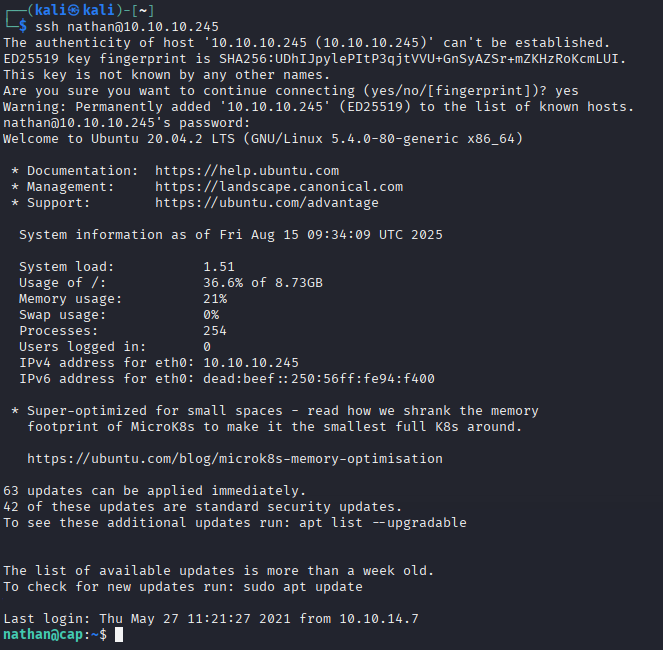 ┌──(kali㉿kali)-[~]
└─$ ssh nathan@10.10.10.245
The authenticity of host '10.10.10.245 (10.10.10.245)' can't be established.
ED25519 key fingerprint is SHA256:UDhIJpylePItP3qjtVVU+GnSyAZSr+mZKHzRoKcmLUI.
This key is not known by any other names.
Are you sure you want to continue connecting (yes/no/[fingerprint])? yes
Warning: Permanently added '10.10.10.245' (ED25519) to the list of known hosts.
nathan@10.10.10.245's password:
Welcome to Ubuntu 20.04.2 LTS (GNU/Linux 5.4.0-80-generic x86_64)
* Documentation:  https://help.ubuntu.com
* Management:     https://landscape.canonical.com
* Support:        https://ubuntu.com/advantage
System information as of Fri Aug 15 09:34:09 UTC 2025
System load:           1.51
Usage of /:            36.6% of 8.73GB
Memory usage:          21%
Swap usage:            0%
Processes:             254
Users logged in:       0
IPv4 address for eth0: 10.10.10.245
IPv6 address for eth0: dead:beef::250:56ff:fe94:f400
* Super-optimized for small spaces - read how we shrank the memory
footprint of MicroK8s to make it the smallest full K8s around.
https://ubuntu.com/blog/microk8s-memory-optimisation
63 updates can be applied immediately.
42 of these updates are standard security updates.
To see these additional updates run: apt list --upgradable
The list of available updates is more than a week old.
To check for new updates run: sudo apt update
Last login: Thu May 27 11:21:27 2021 from 10.10.14.7
nathan@cap:~$